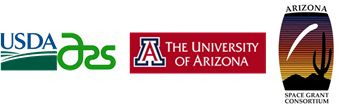 USDA
ars
A
THE UNIVERSITY
OF ARIZONA
ARIZONA
SPACE GRANT
CONSORTIUM